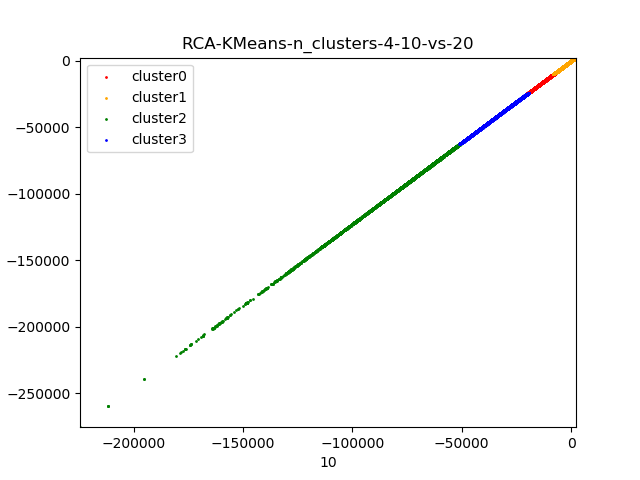 RCA-KMeans-n_clusters-4-10-vs-20
cluster0
cluster1
cluster2
cluster3
0
−50000
−100000
−150000
−200000
−250000
−200000 −150000 −100000 −50000 0
10